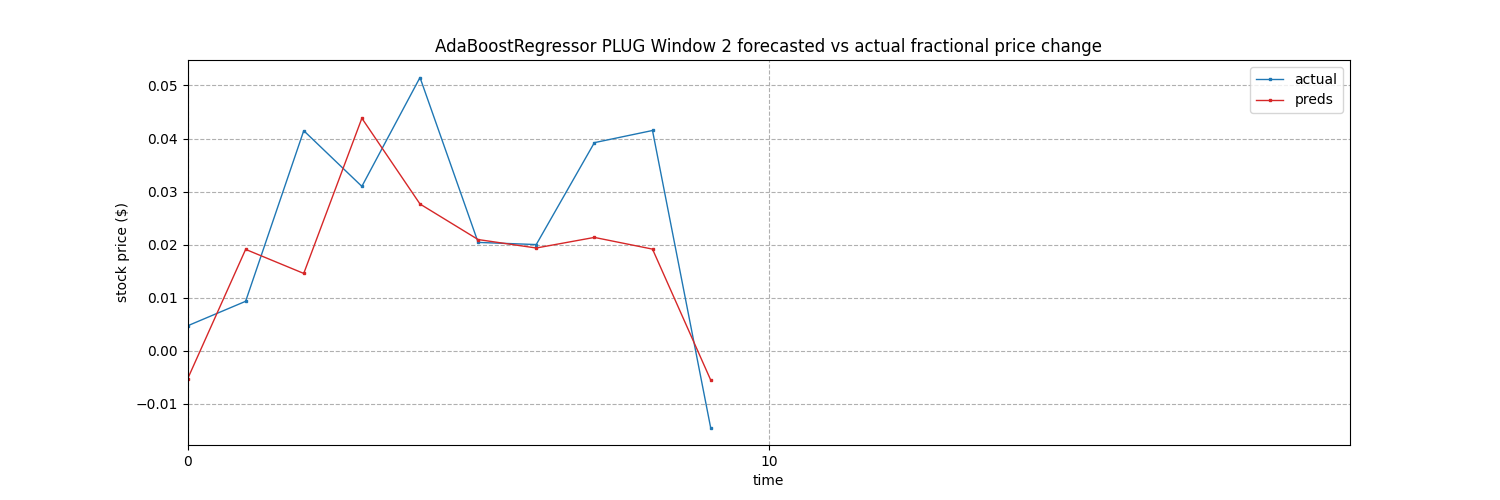 AdaBoostRegressor PLUG Window 2 forecasted vs actual fractional price change
actual
preds
0.05
0.04
0.03
0.02
0.01
0.00
−0.01
stock price ($)
0
10
time